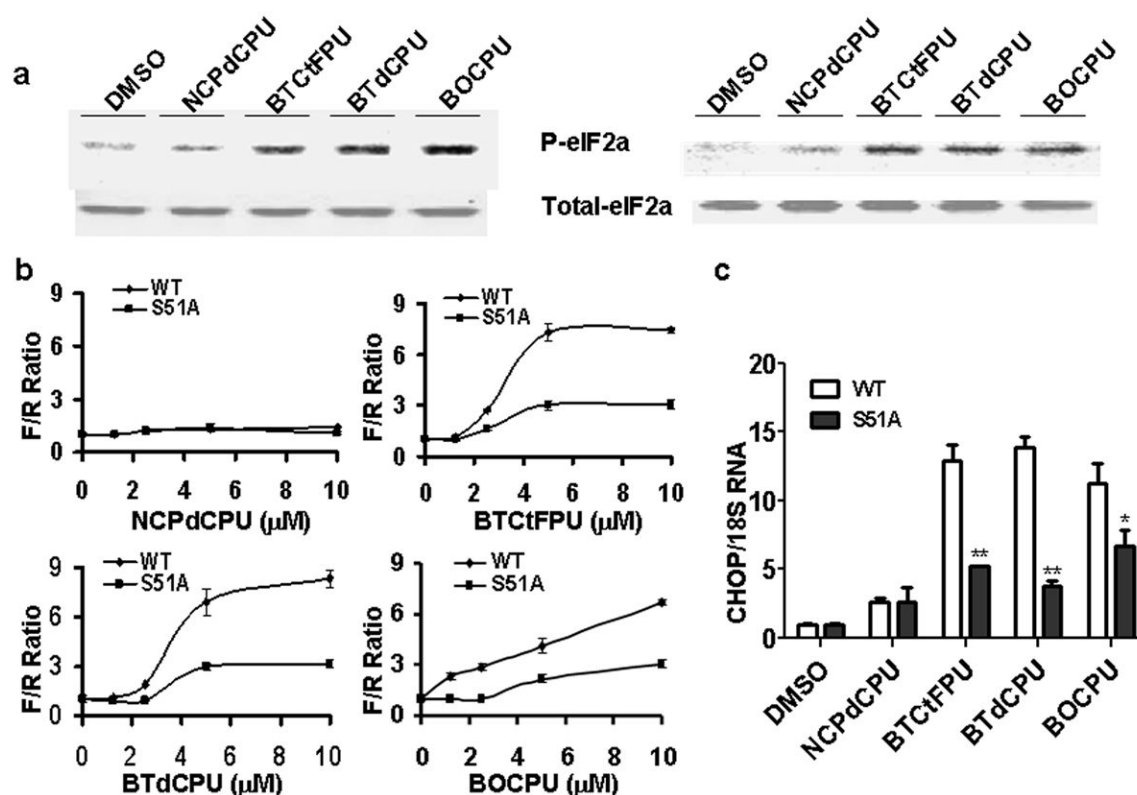 a
DMSO
NCPdCPU
BTCtFPU
BTdCPU
BOCPU
P-eIF2a
Total-eIF2a
DMSO
NCPdCPU
BTCtFPU
BTdCPU
BOCPU
b
WT
S51A
F/R Ratio
9
6
3
0
0 2 4 6 8 10
NCPdCPU (μM)
WT
S51A
F/R Ratio
9
6
3
0
0 2 4 6 8 10
BTCtFPU (μM)
WT
S51A
F/R Ratio
9
6
3
0
0 2 4 6 8 10
BTdCPU (μM)
WT
S51A
F/R Ratio
9
6
3
0
0 2 4 6 8 10
BOCPU (μM)
c
WT
S51A
CHOP/18S RNA
20
15
10
5
0
**
**
*
DMSO
NCPdCPU
BTCtFPU
BTdCPU
BOCPU